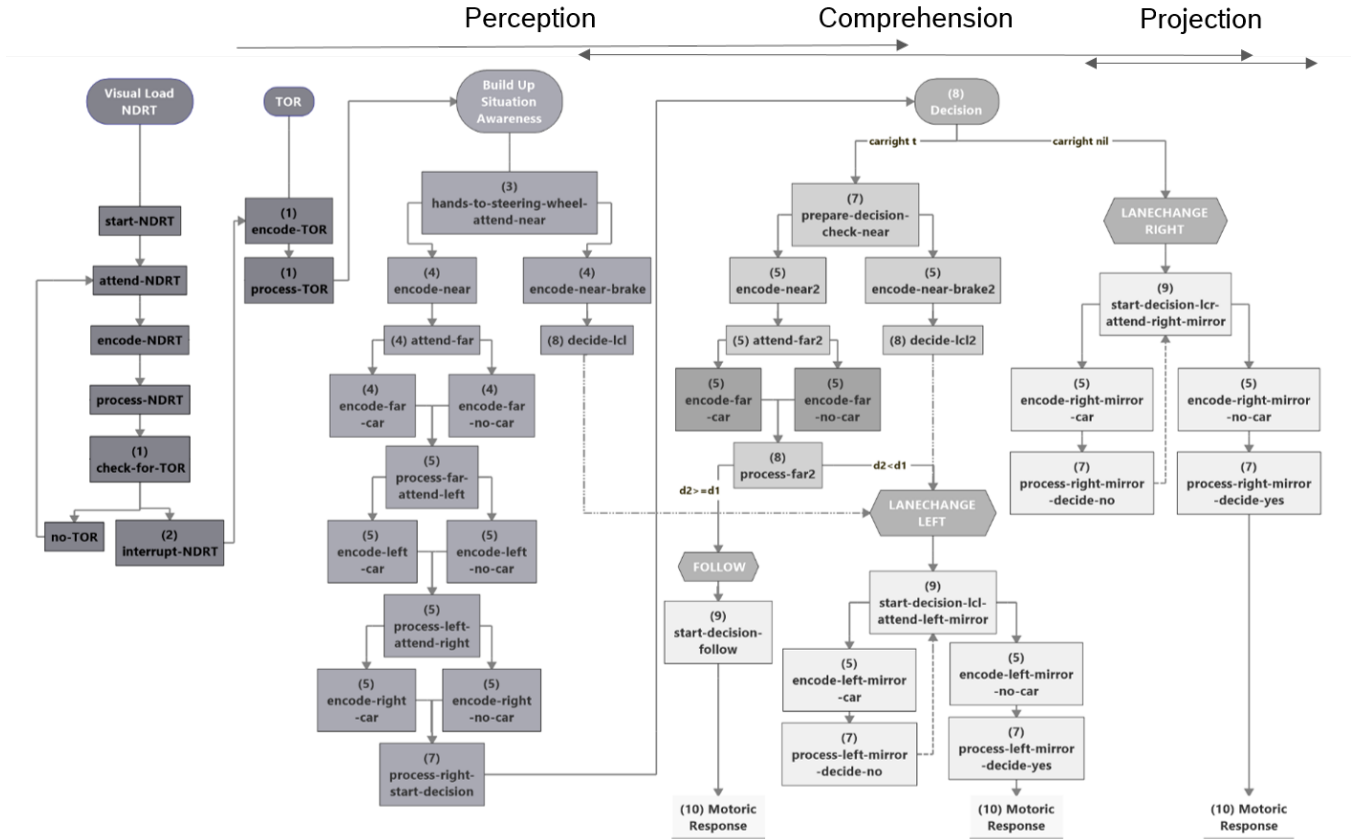 Perception
Comprehension
Projection
Visual Load
NDRT
start-NDRT
attend-NDRT
encode-NDRT
process-NDRT
(1)
check-for-TOR
no-TOR
(2)
interrupt-NDRT
TOR
(1)
encode-TOR
(1)
process-TOR
Build Up
Situation
Awareness
(3)
hands-to-steering-wheel-
attend-near
(4)
encode-near
(4)
encode-near-brake
(4) attend-far
(8) decide-lcl
(4)
encode-far
-car
(4)
encode-far
-no-car
(5)
process-far-
attend-left
(5)
encode-left
-car
(5)
encode-left
-no-car
(5)
process-left-
attend-right
(5)
encode-right
-car
(5)
encode-right
-no-car
(7)
process-right-
start-decision
(8)
Decision
carright t
carright nil
(7)
prepare-decision-
check-near
(5)
encode-near2
(5)
encode-near-brake2
(5) attend-far2
(8) decide-lcl2
(5)
encode-far
-car
(5)
encode-far
-no-car
(8)
process-far2
d2>=d1
d2<d1
FOLLOW
(9)
start-decision-
follow
(10) Motoric
Response
LANECHANGE
LEFT
(9)
start-decision-lcl-
attend-left-mirror
(5)
encode-left-mirror
-car
(5)
encode-left-mirror
-no-car
(7)
process-left-mirror
-decide-no
(7)
process-left-mirror
-decide-yes
(10) Motoric
Response
LANECHANGE
RIGHT
(9)
start-decision-lcr-
attend-right-mirror
(5)
encode-right-mirror
-car
(5)
encode-right-mirror
-no-car
(7)
process-right-mirror
-decide-no
(7)
process-right-mirror
-decide-yes
(10) Motoric
Response